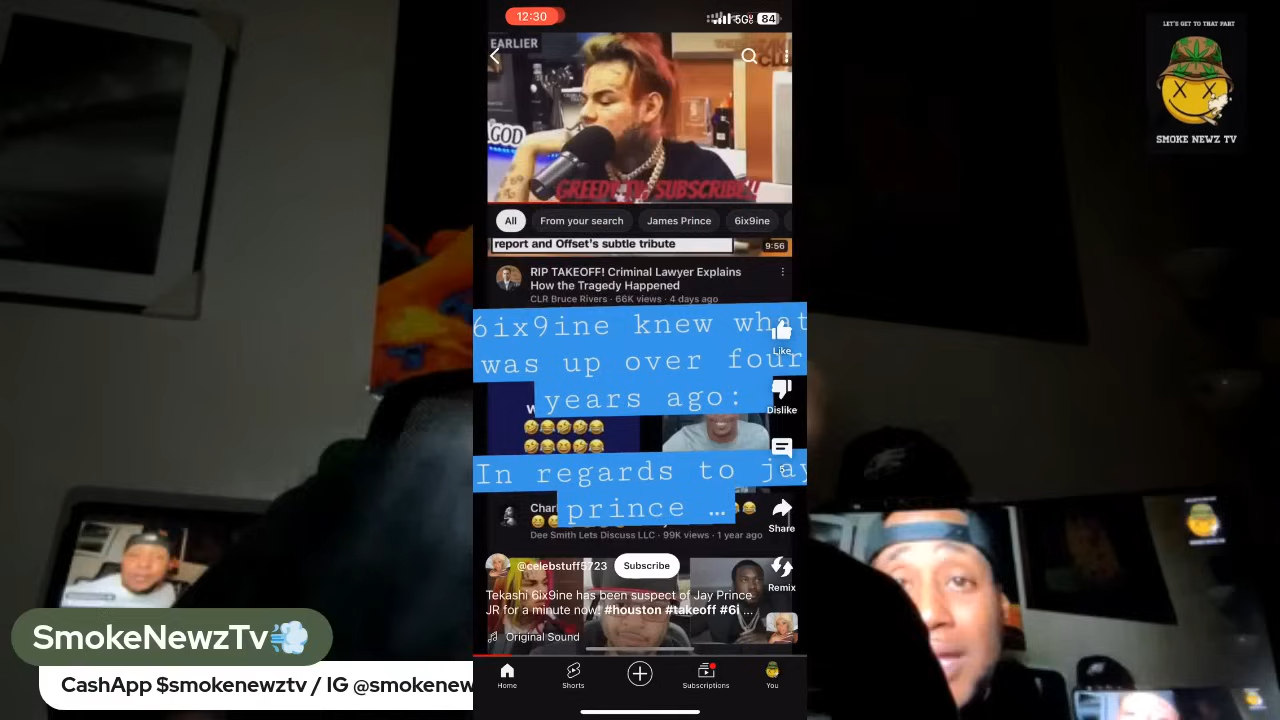 12:30
5G
84
LET'S GET TO THAT PART
SMOKE NEWZ TV
EARLIER
GOD
CLU
GREEDY TV, SUBSCRIBE!!
All
From your search
James Prince
6ix9ine
report and Offset's subtle tribute
9:56
RIP TAKEOFF! Criminal Lawyer Explains
How the Tragedy Happened
CLR Bruce Rivers · 66K views · 4 days ago
6ix9ine knew what
was up over four
years ago:
Like
Dislike
In regards to jay
prince …
Char
Dee Smith Lets Discuss LLC · 99K views · 1 year ago
Share
@celebstuff5723
Subscribe
Remix
Tekashi 6ix9ine has been suspect of Jay Prince
JR for a minute now! #houston #takeoff #6i ...
Original Sound
Home
Shorts
Subscriptions
You
SmokeNewzTv💨
CashApp $smokenewztv / IG @smokenew